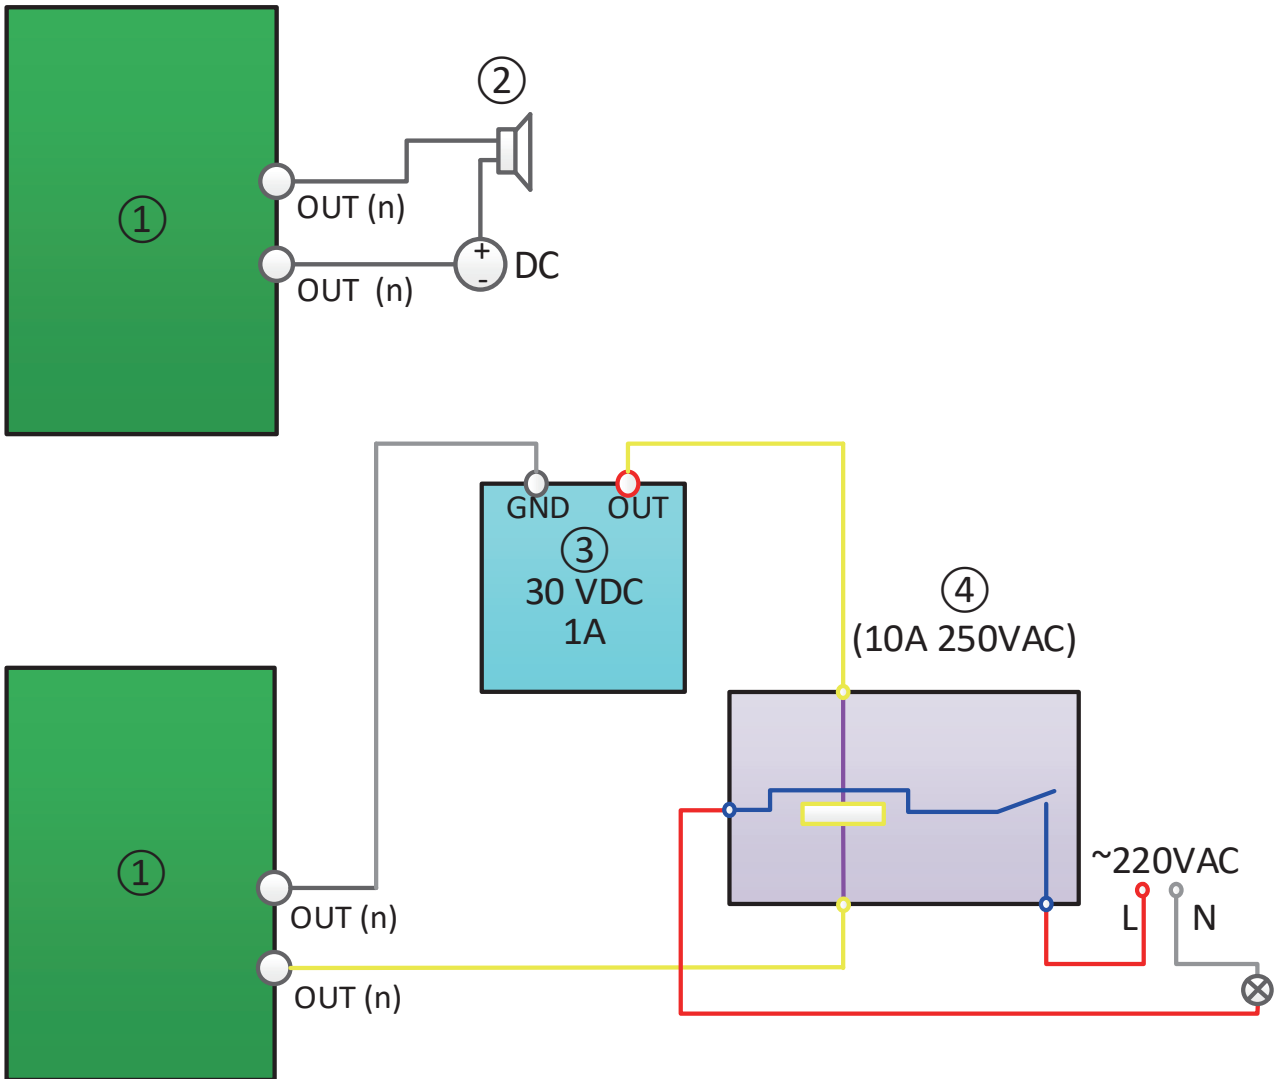 ②
①
OUT (n)
+
-
DC
OUT (n)
GND OUT
③
30 VDC
1A
④
(10A 250VAC)
~220VAC
①
L N
OUT (n)
OUT (n)